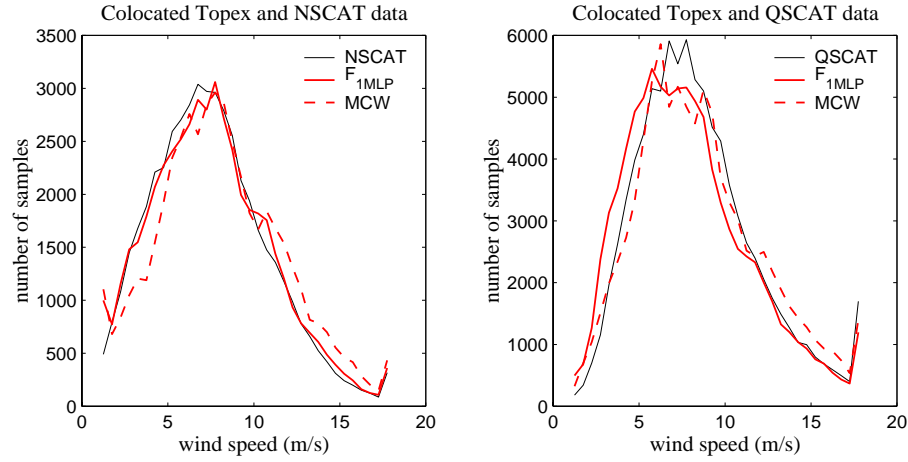 Colocated Topex and NSCAT data
3500
3000
2500
2000
1500
1000
500
0
number of samples
NSCAT
F1MLP
MCW
0
5
10
15
20
wind speed (m/s)
Colocated Topex and QSCAT data
6000
5000
4000
3000
2000
1000
0
number of samples
QSCAT
F1MLP
MCW
0
5
10
15
20
wind speed (m/s)